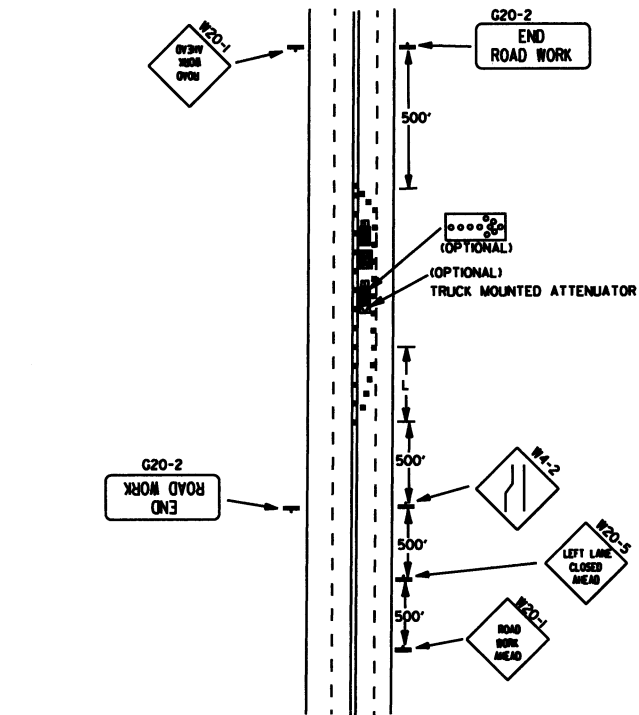 G20-2
END
ROAD WORK
W20-1
ROAD
WORK
AHEAD
500'
(OPTIONAL)
(OPTIONAL)
TRUCK MOUNTED ATTENUATOR
L
500'
W4-2
G20-2
END
ROAD WORK
500'
W20-5
LEFT LANE
CLOSED
AHEAD
500'
W20-1
ROAD
WORK
AHEAD